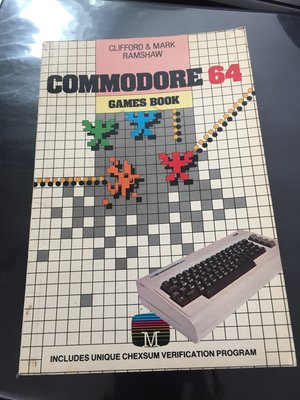 CLIFFORD & MARK
RAMSHAW
COMMODORE 64
GAMES BOOK
M
INCLUDES UNIQUE CHEXSUM VERIFICATION PROGRAM